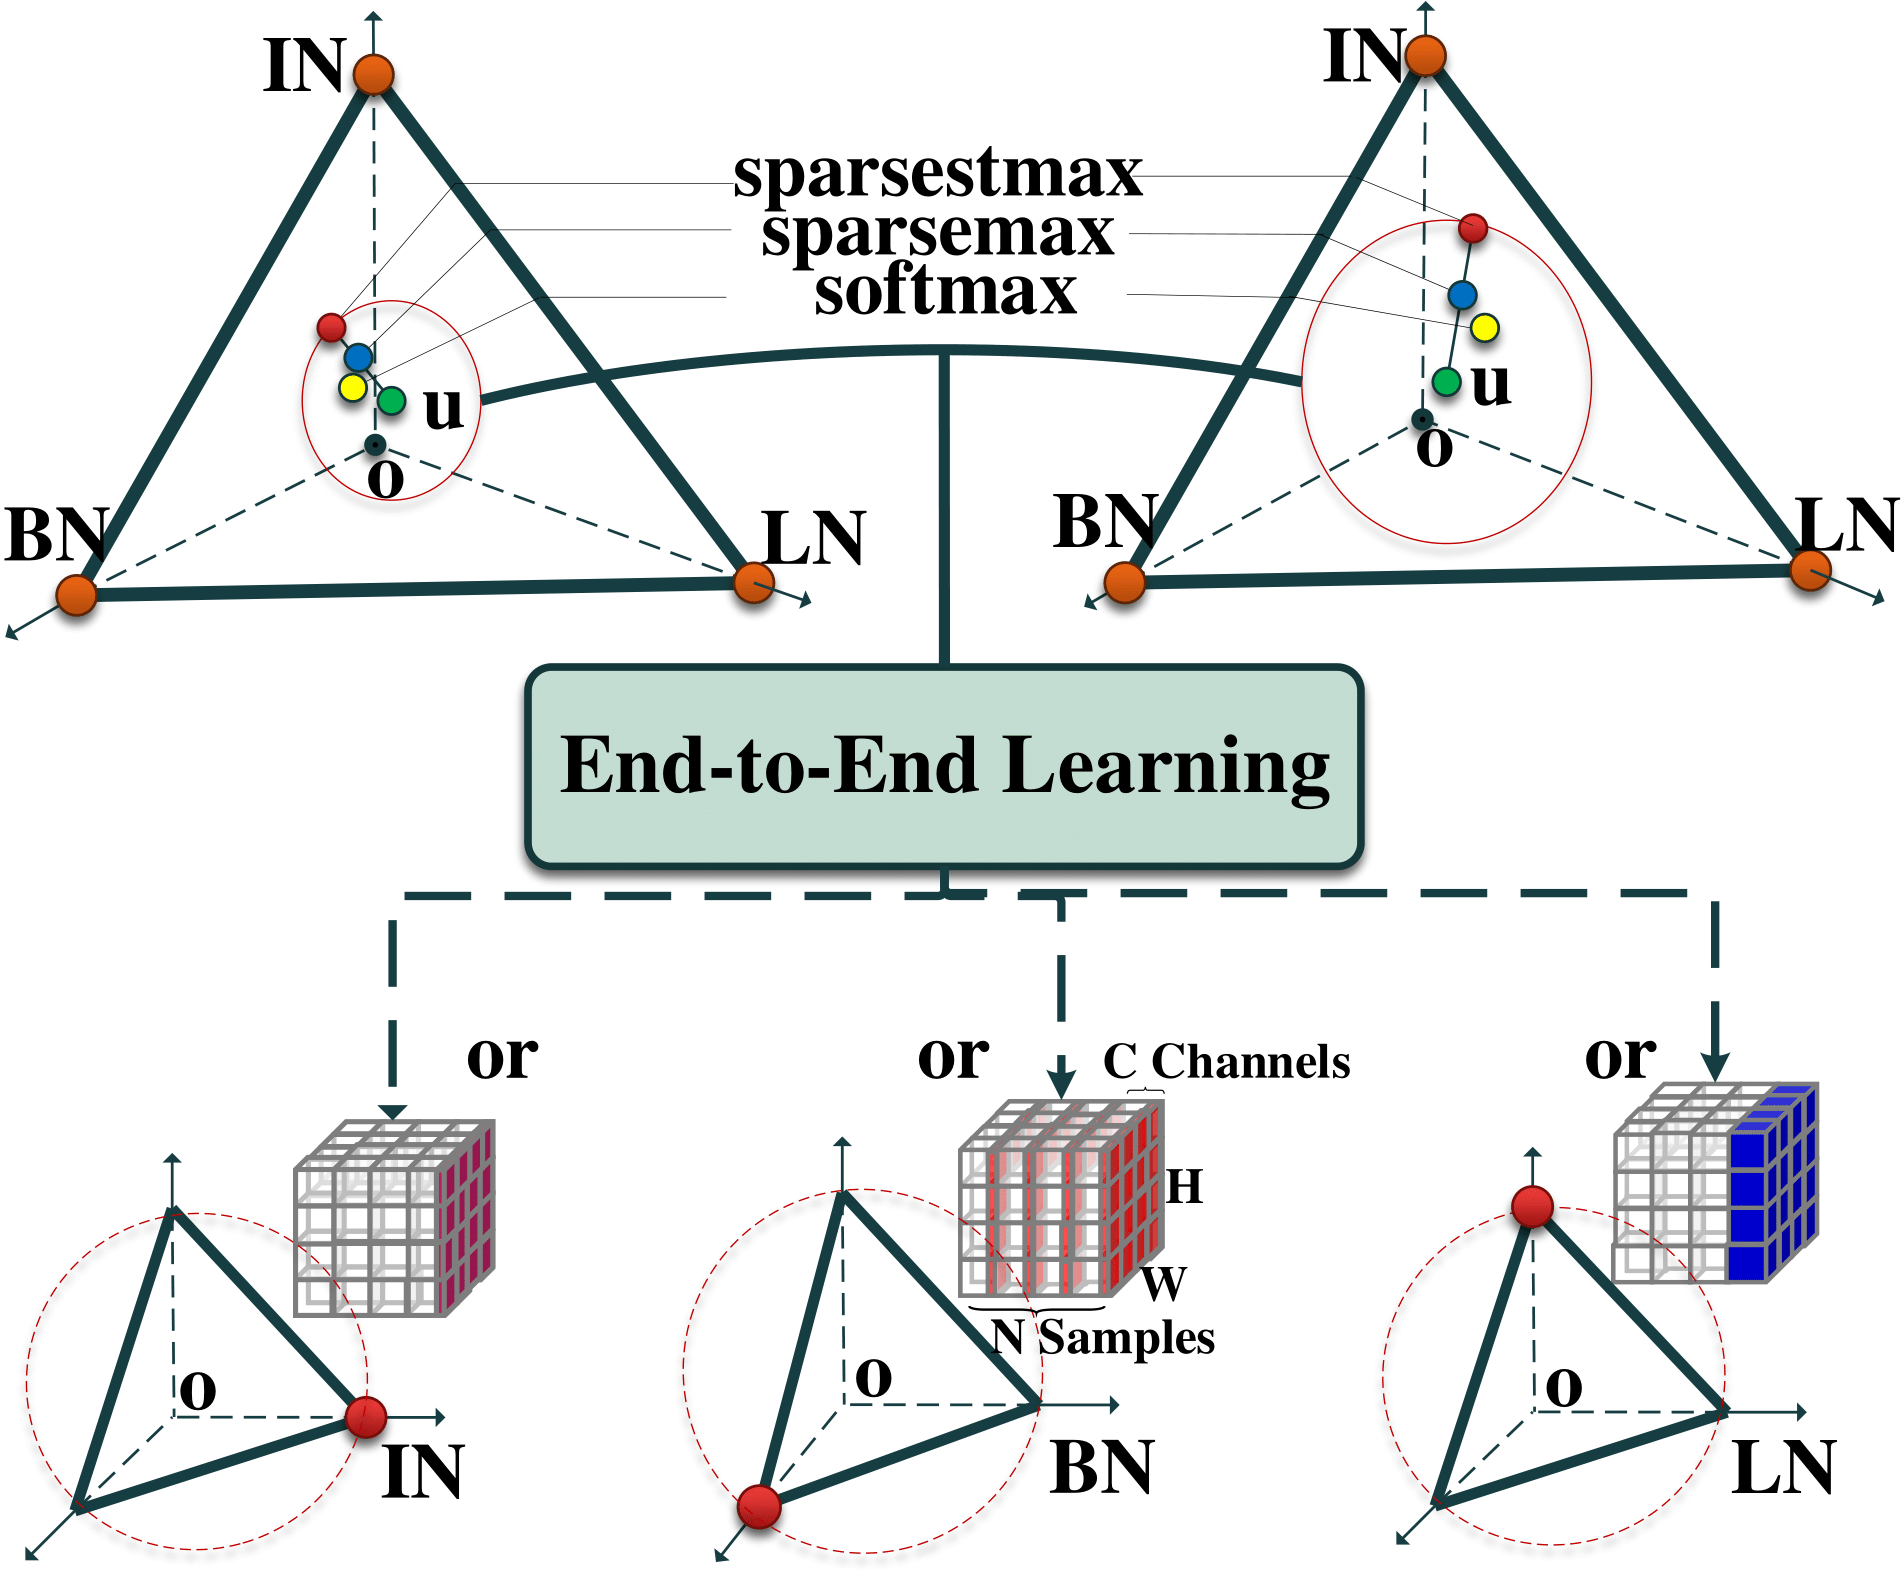 IN
IN
sparsestmax
sparsemax
softmax
u
u
o
o
BN
LN
BN
LN
End-to-End Learning
or
or
or
C Channels
H
W
N Samples
o
o
o
IN
BN
LN